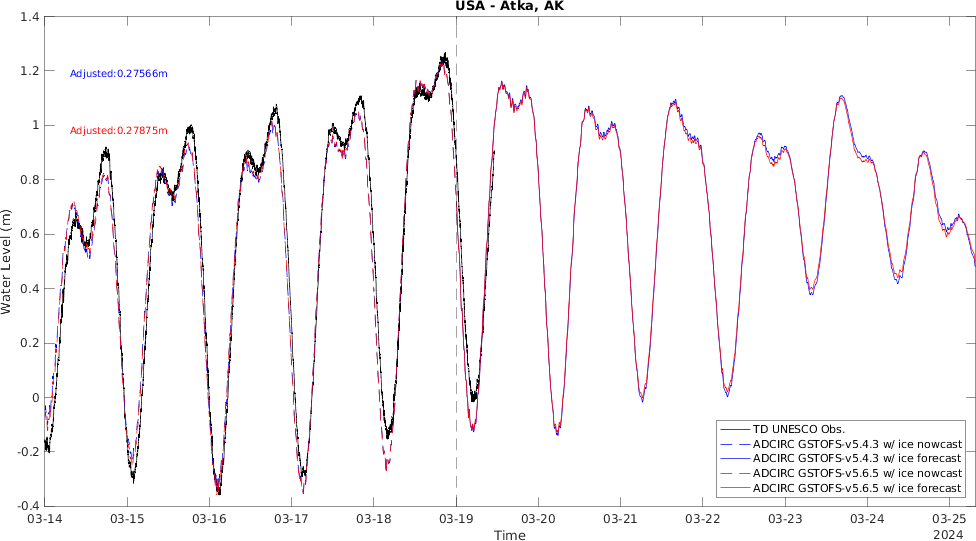 USA - Atka, AK
1.4
1.2
1
0.8
0.6
0.4
0.2
0
-0.2
-0.4
Water Level (m)
Adjusted:0.27566m
Adjusted:0.27875m
TD UNESCO Obs.
ADCIRC GSTOFS-v5.4.3 w/ ice nowcast
ADCIRC GSTOFS-v5.4.3 w/ ice forecast
ADCIRC GSTOFS-v5.6.5 w/ ice nowcast
ADCIRC GSTOFS-v5.6.5 w/ ice forecast
03-14 03-15 03-16 03-17 03-18 03-19 03-20 03-21 03-22 03-23 03-24 03-25
Time
2024